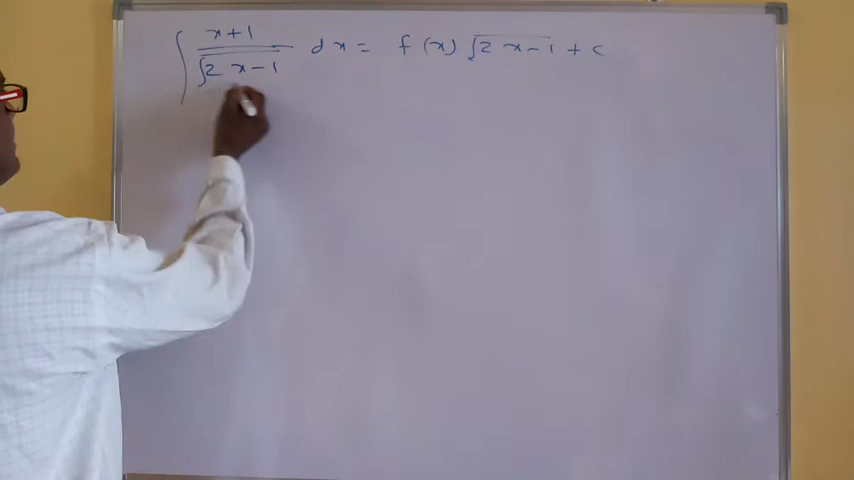 ∫ (x+1)/√(2x-1) dx = f(x) √(2x-1) + c